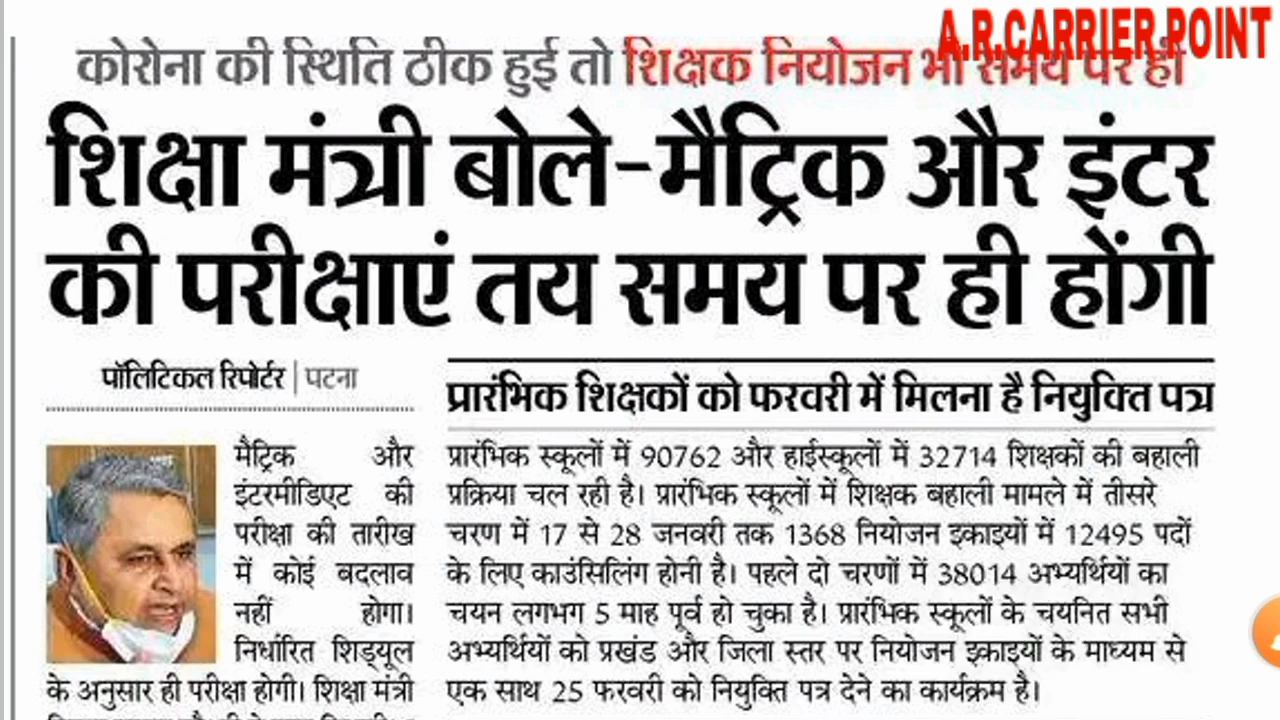 A.R.CARRIER POINT
कोरोना की स्थिति ठीक हुई तो शिक्षक नियोजन भी समय पर ही
शिक्षा मंत्री बोले-मैट्रिक और इंटर
की परीक्षाएं तय समय पर ही होंगी
पॉलिटिकल रिपोर्टर | पटना
मैट्रिक और
इंटरमीडिएट की
परीक्षा की तारीख
में कोई बदलाव
नहीं होगा।
निर्धारित शिड्यूल
के अनुसार ही परीक्षा होगी। शिक्षा मंत्री
प्रारंभिक शिक्षकों को फरवरी में मिलना है नियुक्ति पत्र
प्रारंभिक स्कूलों में 90762 और हाईस्कूलों में 32714 शिक्षकों की बहाली
प्रक्रिया चल रही है। प्रारंभिक स्कूलों में शिक्षक बहाली मामले में तीसरे
चरण में 17 से 28 जनवरी तक 1368 नियोजन इकाइयों में 12495 पदों
के लिए काउंसिलिंग होनी है। पहले दो चरणों में 38014 अभ्यर्थियों का
चयन लगभग 5 माह पूर्व हो चुका है। प्रारंभिक स्कूलों के चयनित सभी
अभ्यर्थियों को प्रखंड और जिला स्तर पर नियोजन इकाइयों के माध्यम से
एक साथ 25 फरवरी को नियुक्ति पत्र देने का कार्यक्रम है।